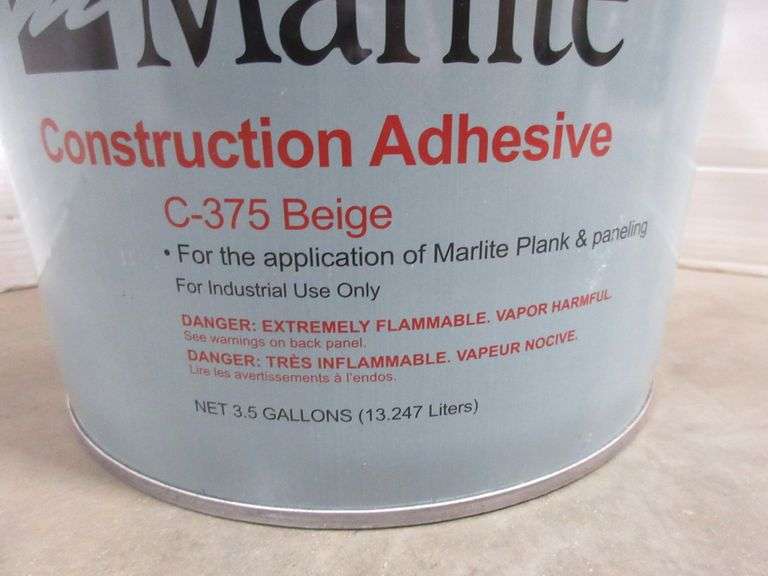 Marlite
Construction Adhesive
C-375 Beige
• For the application of Marlite Plank & paneling
For Industrial Use Only
DANGER: EXTREMELY FLAMMABLE. VAPOR HARMFUL
See warnings on back panel.
DANGER: TRÈS INFLAMMABLE. VAPEUR NOCIVE.
Lire les avertissements à l'endos.
NET 3.5 GALLONS (13.247 Liters)